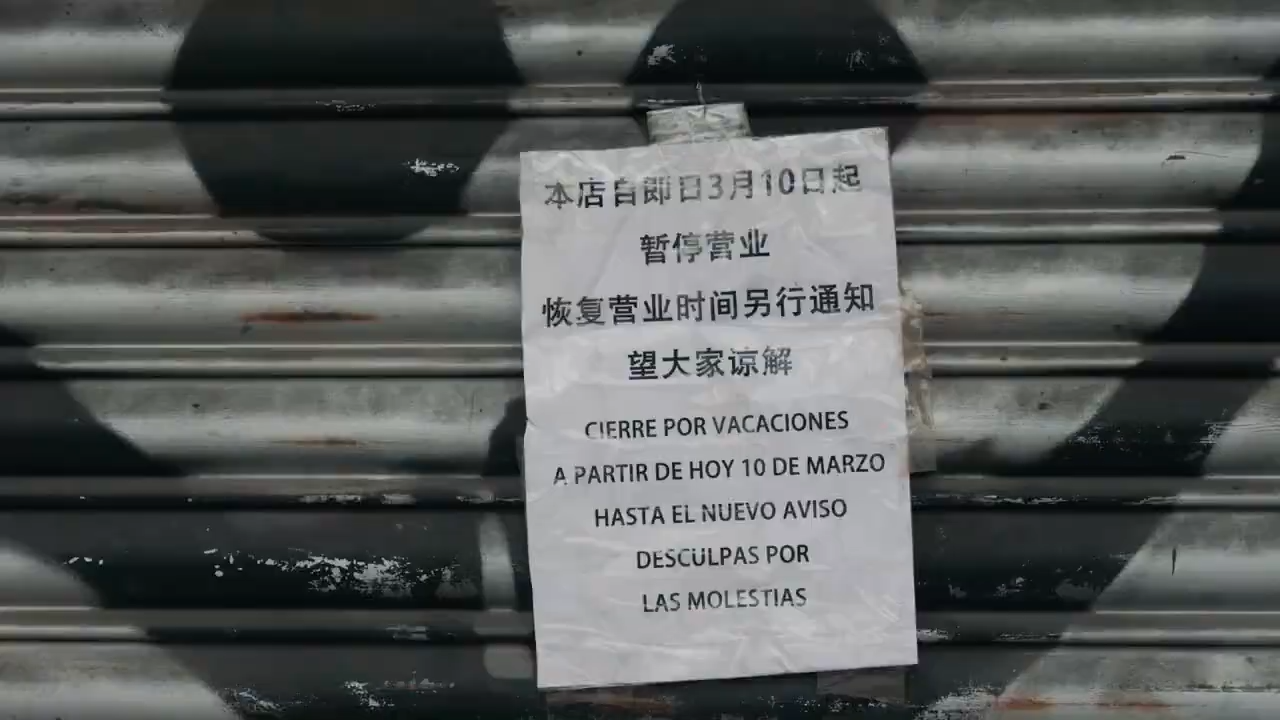 本店自即日3月10日起
暂停营业
恢复营业时间另行通知
望大家谅解
CIERRE POR VACACIONES
A PARTIR DE HOY 10 DE MARZO
HASTA EL NUEVO AVISO
DESCULPAS POR
LAS MOLESTIAS